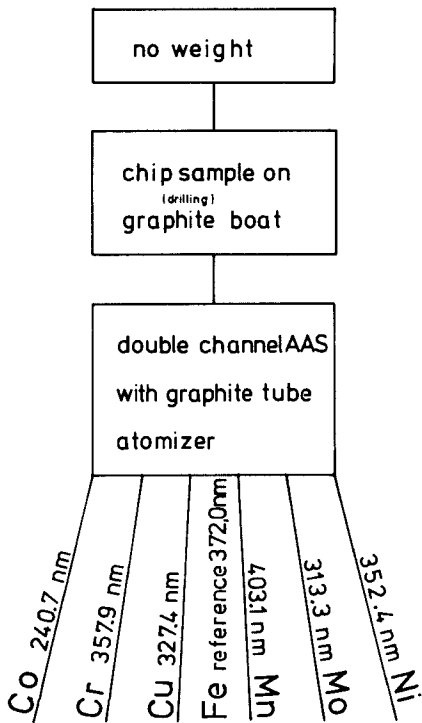 no weight
chip sample on
(drilling)
graphite boat
double channel AAS
with graphite tube
atomizer
Co 240.7 nm
Cr 357.9 nm
Cu 327.4 nm
Fe reference 372,0nm
403.1 nm Mn
313.3 nm Mo
352.4 nm Ni